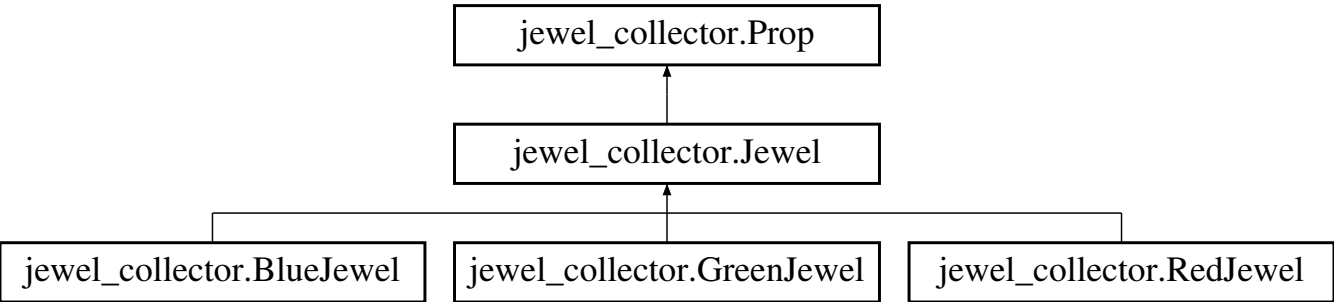 jewel_collector.Prop
jewel_collector.Jewel
jewel_collector.BlueJewel
jewel_collector.GreenJewel
jewel_collector.RedJewel